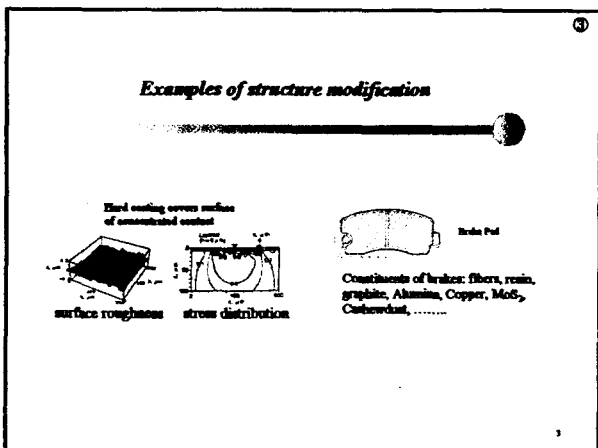 Examples of structure modification
Hard coating covers surface
of concentrated contact
surface roughness
stress distribution
Brake Pad
Constituents of brakes: fibers, resin,
graphite, Alumina, Copper, MoS₂,
Cashewdust, ........
3